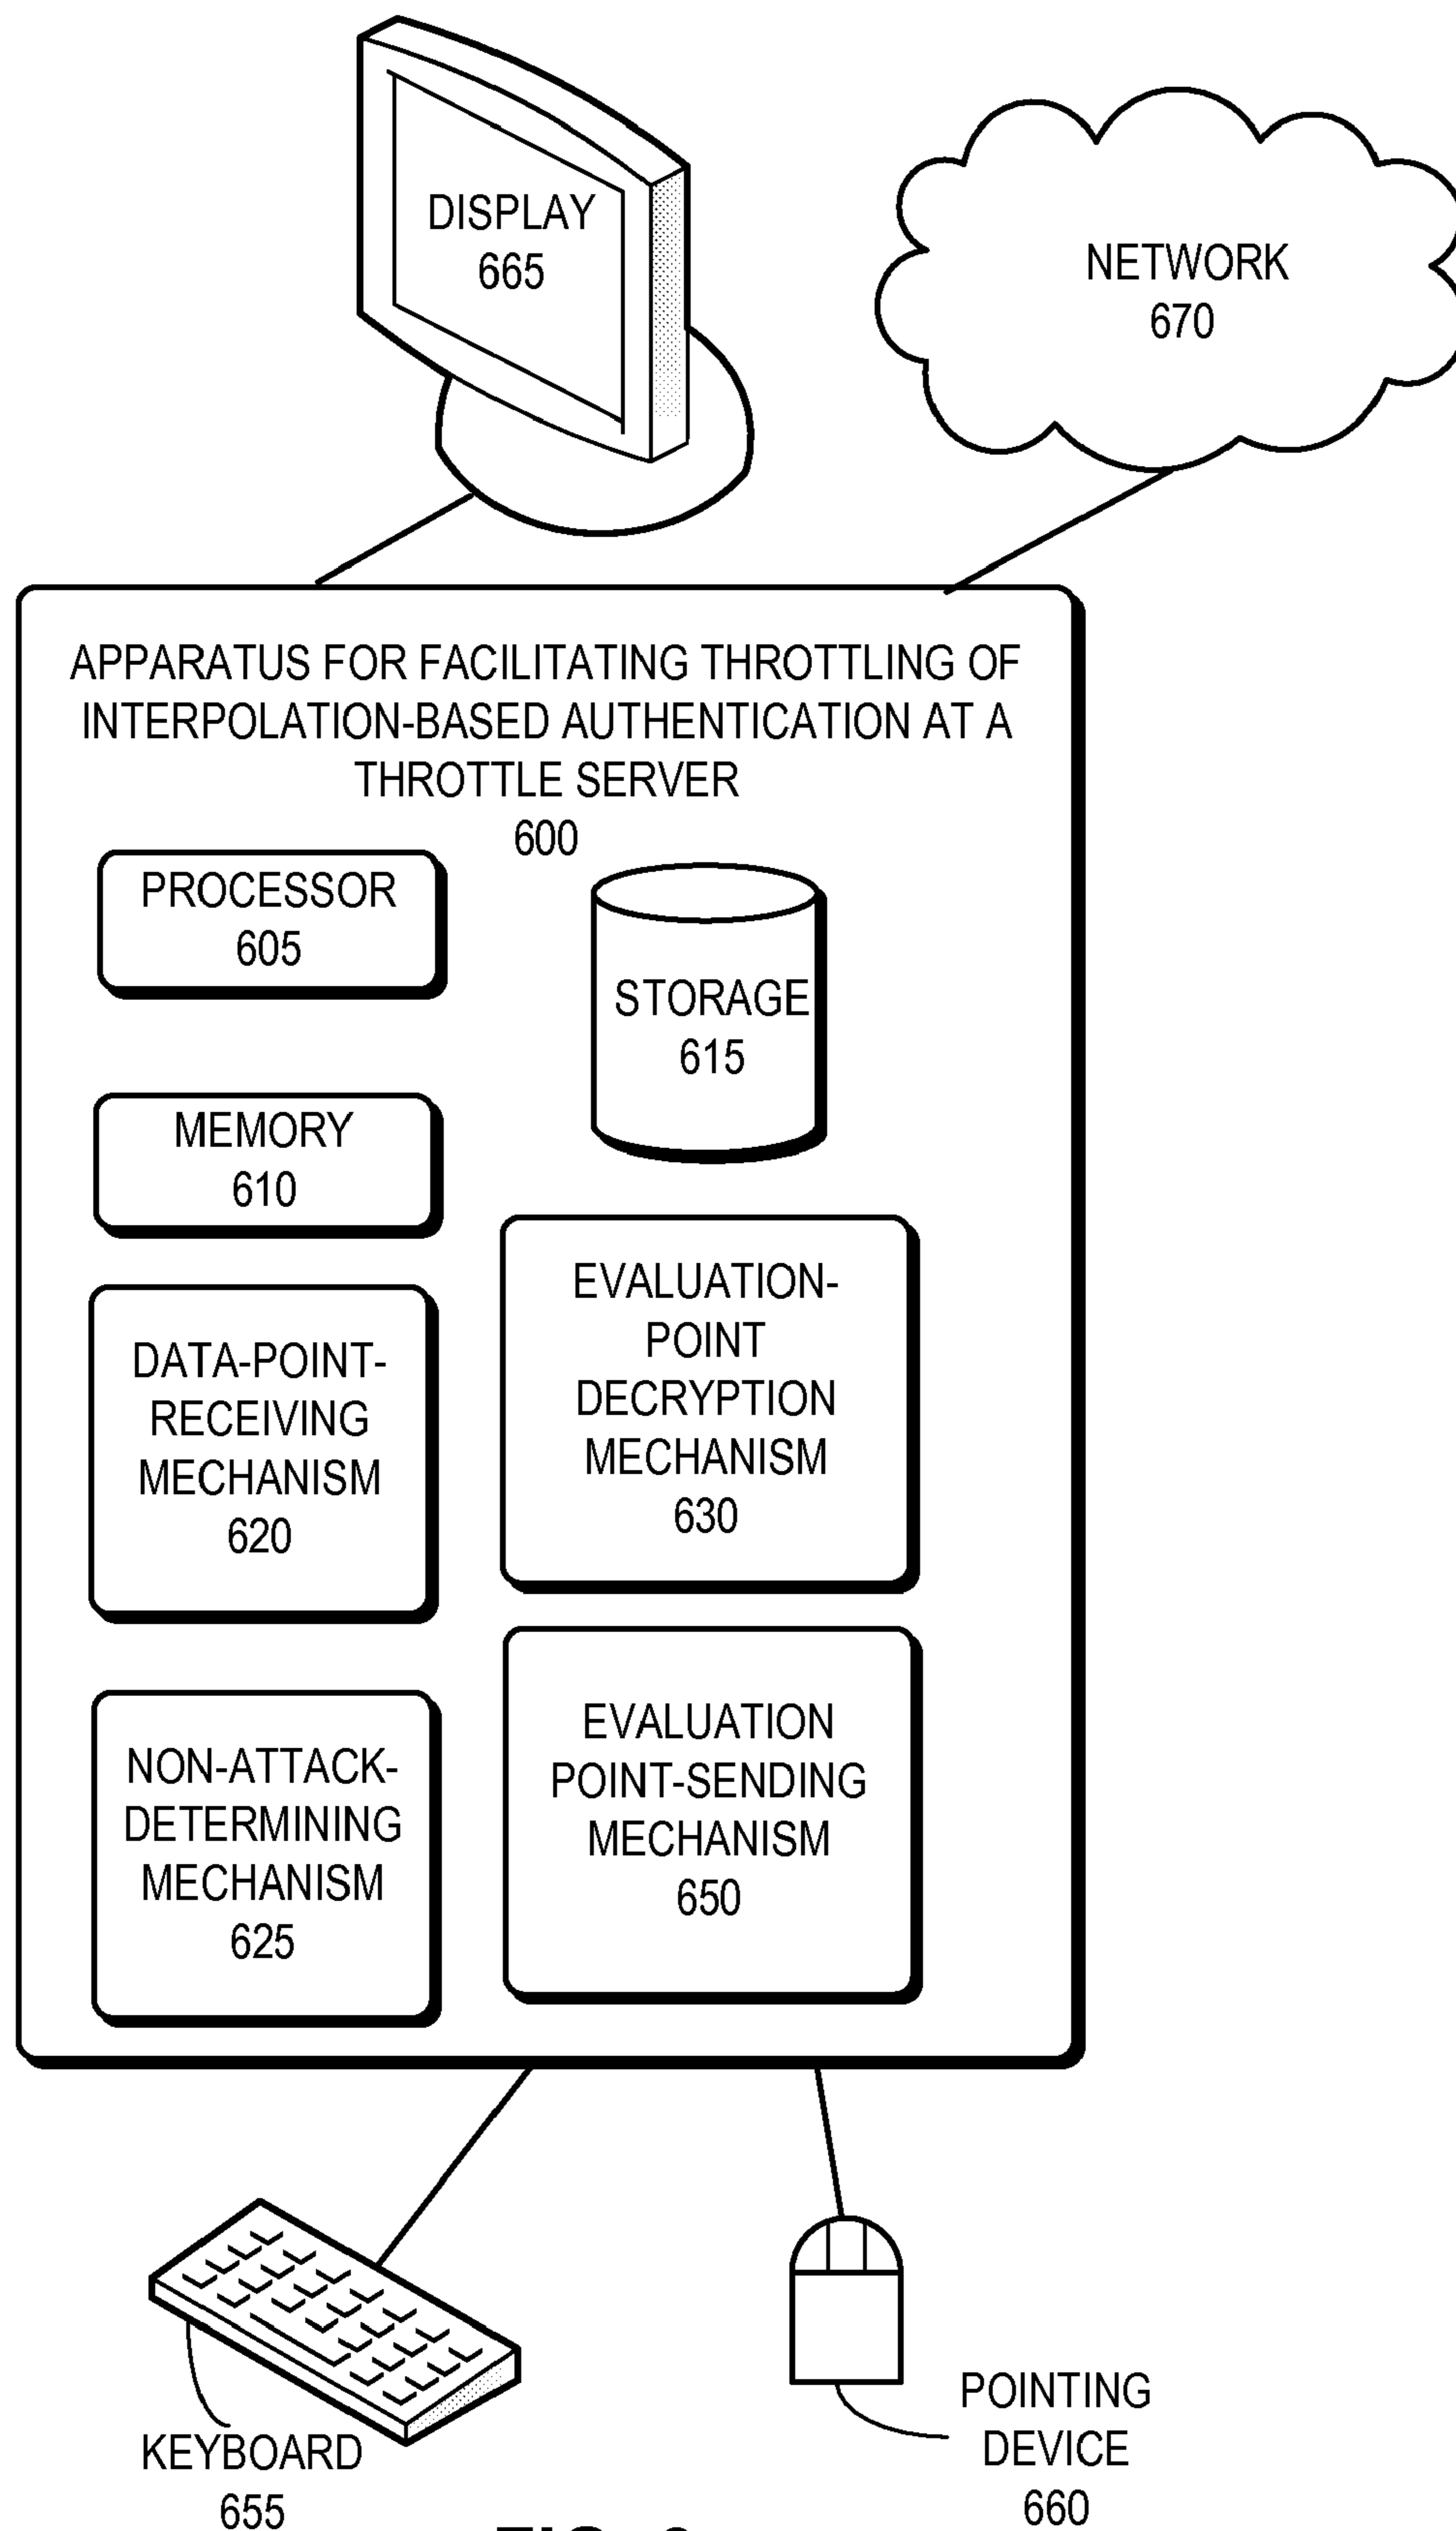 DISPLAY
665
NETWORK
670
APPARATUS FOR FACILITATING THROTTLING OF
INTERPOLATION-BASED AUTHENTICATION AT A
THROTTLE SERVER
600
PROCESSOR
605
STORAGE
615
MEMORY
610
EVALUATION-
POINT
DECRYPTION
MECHANISM
630
DATA-POINT-
RECEIVING
MECHANISM
620
EVALUATION
POINT-SENDING
MECHANISM
650
NON-ATTACK-
DETERMINING
MECHANISM
625
KEYBOARD
655
POINTING
DEVICE
660